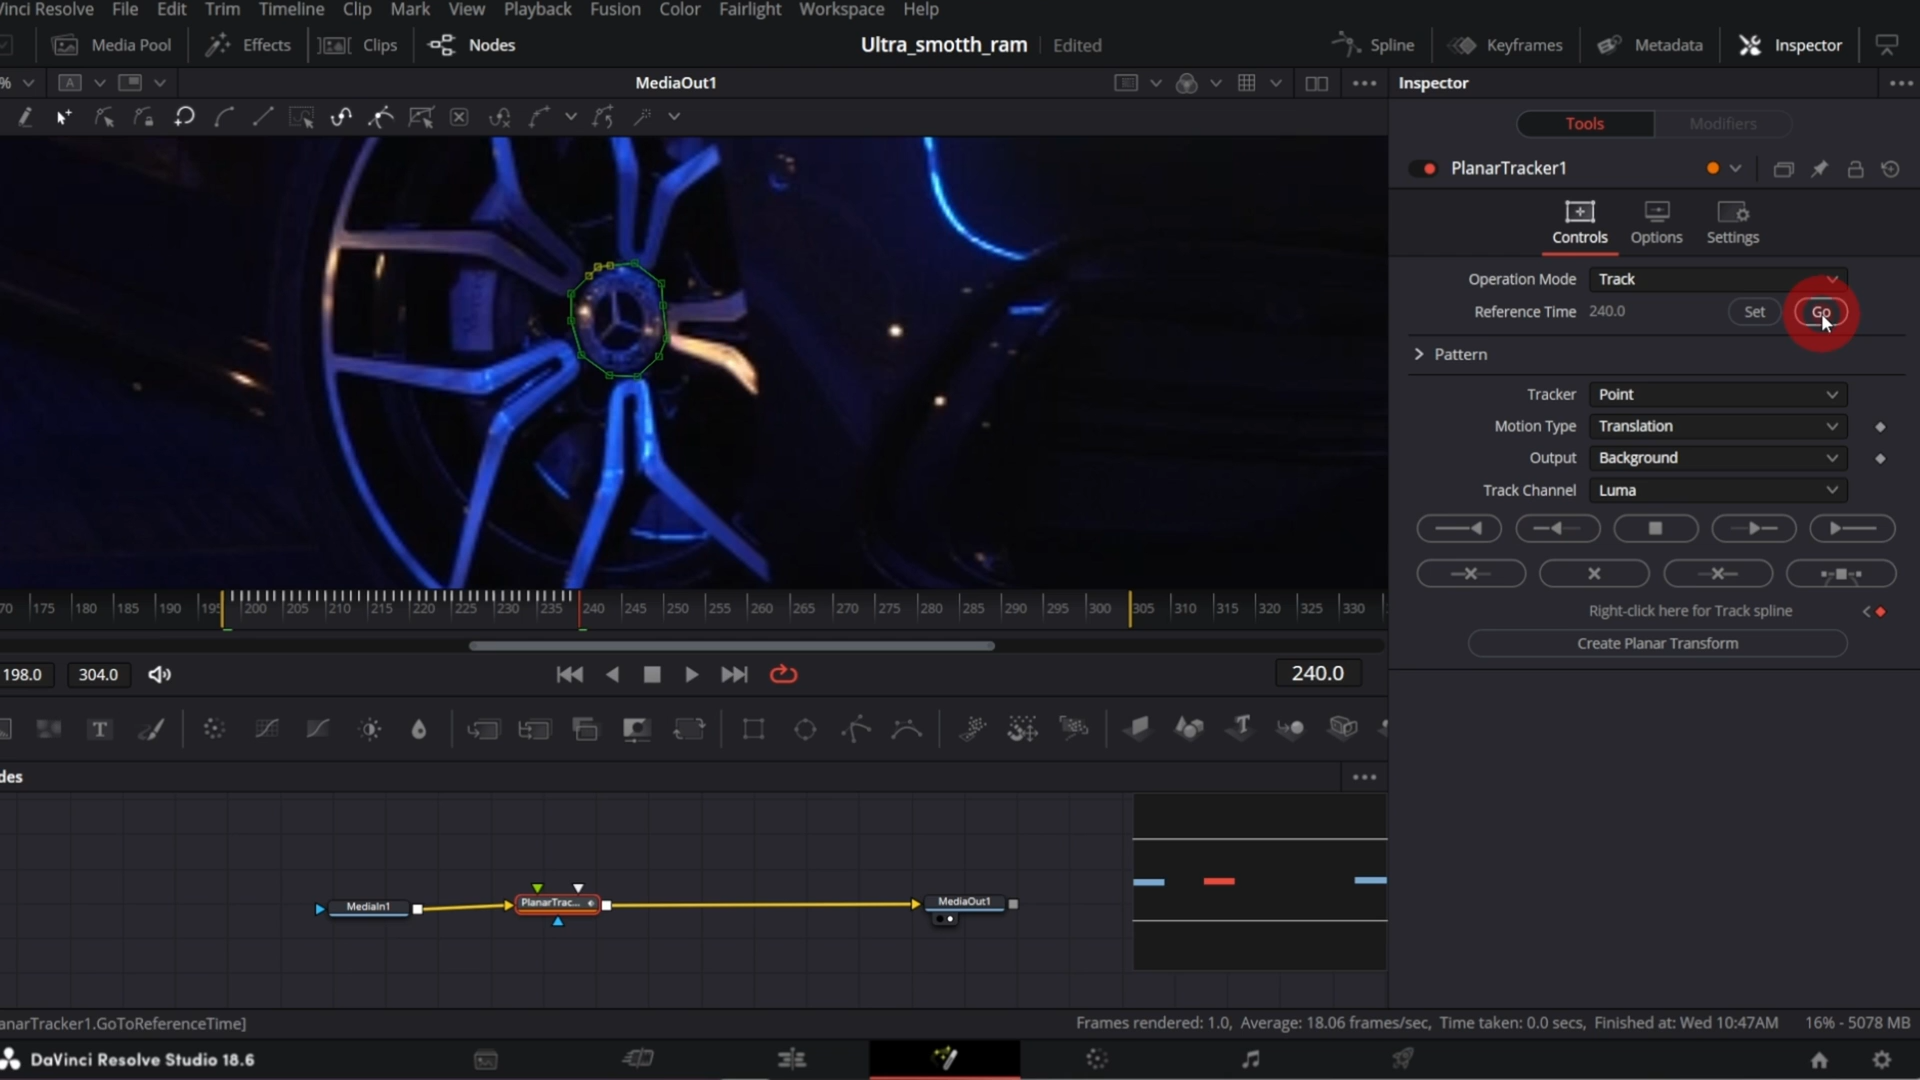 Vinci Resolve File Edit Trim Timeline Clip Mark View Playback Fusion Color Fairlight Workspace Help
Media Pool Effects Clips Nodes Ultra_smotth_ram Edited Spline Keyframes Metadata Inspector
% A MediaOut1 Inspector
Tools Modifiers
PlanarTracker1
Controls Options Settings
Operation Mode Track
Reference Time 240.0 Set Go
Pattern
Tracker Point
Motion Type Translation
Output Background
Track Channel Luma
Right-click here for Track spline
Create Planar Transform
70 175 180 185 190 195 200 205 210 215 220 225 230 235 240 245 250 255 260 265 270 275 280 285 290 295 300 305 310 315 320 325 330
198.0 304.0 240.0
T T
des
MediaIn1 PlanarTrac... MediaOut1
anarTracker1.GoToReferenceTime]
Frames rendered: 1.0, Average: 18.06 frames/sec, Time taken: 0.0 secs, Finished at: Wed 10:47AM 16% - 5078 MB
DaVinci Resolve Studio 18.6